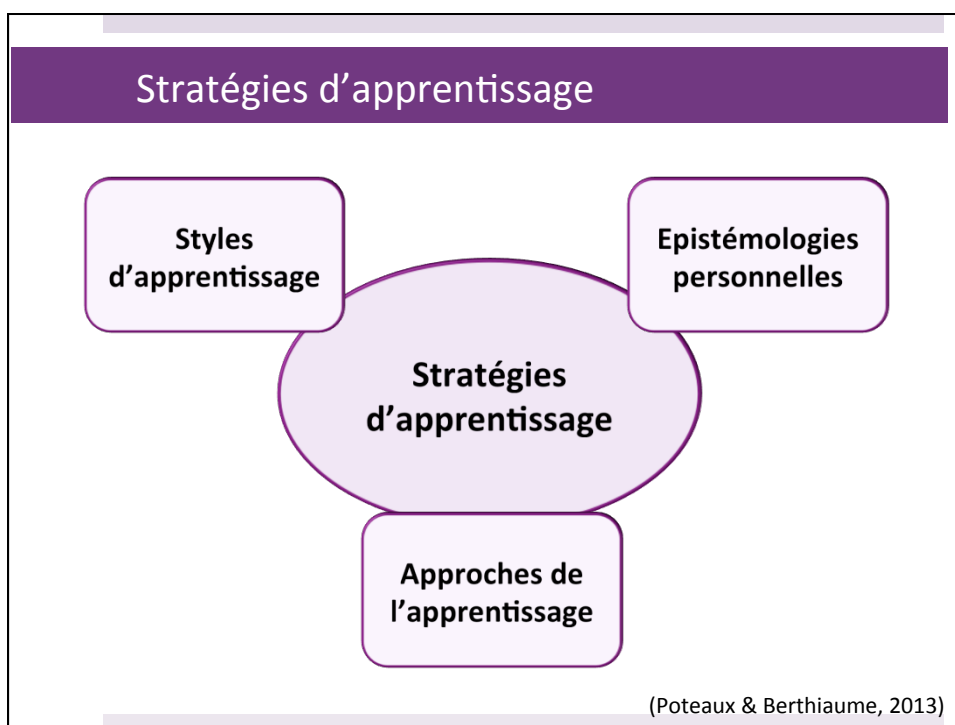 Stratégies d’apprentissage
Styles
d’apprentissage
Epistémologies
personnelles
Stratégies
d’apprentissage
Approches de
l’apprentissage
(Poteaux & Berthiaume, 2013)